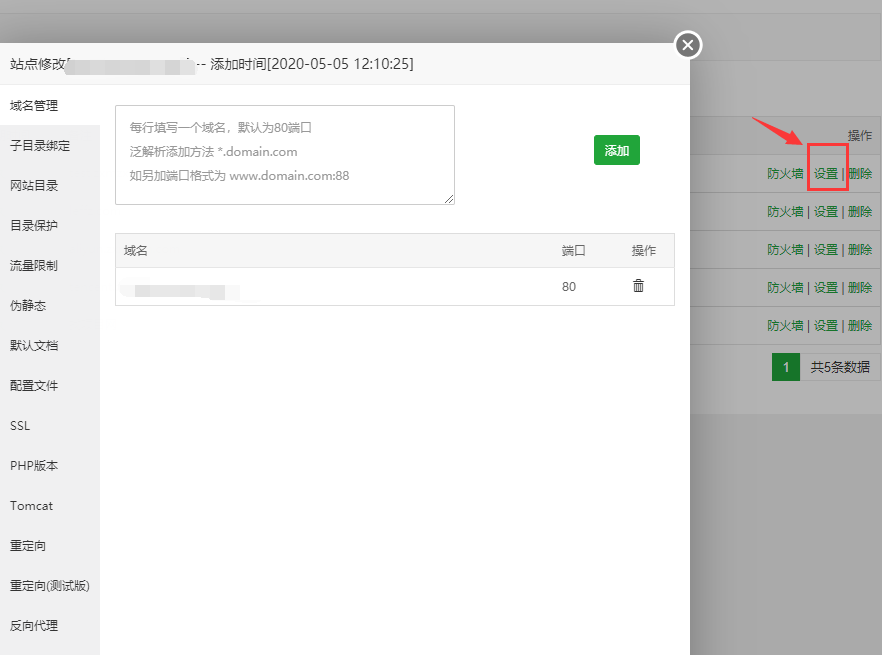 站点修改[ -- 添加时间[2020-05-05 12:10:25]
域名管理
子目录绑定
网站目录
目录保护
流量限制
伪静态
默认文档
配置文件
SSL
PHP版本
Tomcat
重定向
重定向(测试版)
反向代理
每行填写一个域名，默认为80端口
泛解析添加方法 *.domain.com
如另加端口格式为 www.domain.com:88
添加
域名 端口 操作
80
操作
防火墙 | 设置 | 删除
防火墙 | 设置 | 删除
防火墙 | 设置 | 删除
防火墙 | 设置 | 删除
防火墙 | 设置 | 删除
1 共5条数据